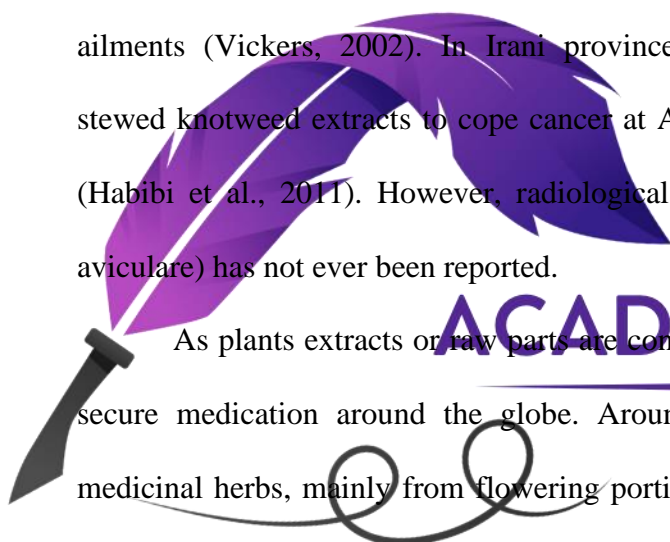 ailments (Vickers, 2002). In Irani province
stewed knotweed extracts to cope cancer at A
(Habibi et al., 2011). However, radiological
aviculare) has not ever been reported.
ACAD
As plants extracts or raw parts are con
secure medication around the globe. Aroun
medicinal herbs, mainly from flowering porti